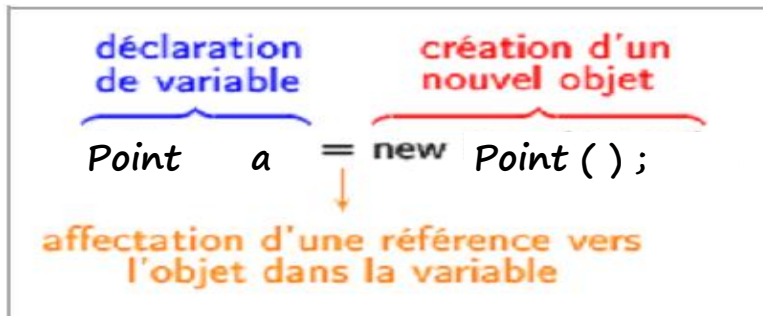 déclaration
de variable
création d'un
nouvel objet
Point a = new Point ( ) ;
affectation d'une référence vers
l'objet dans la variable